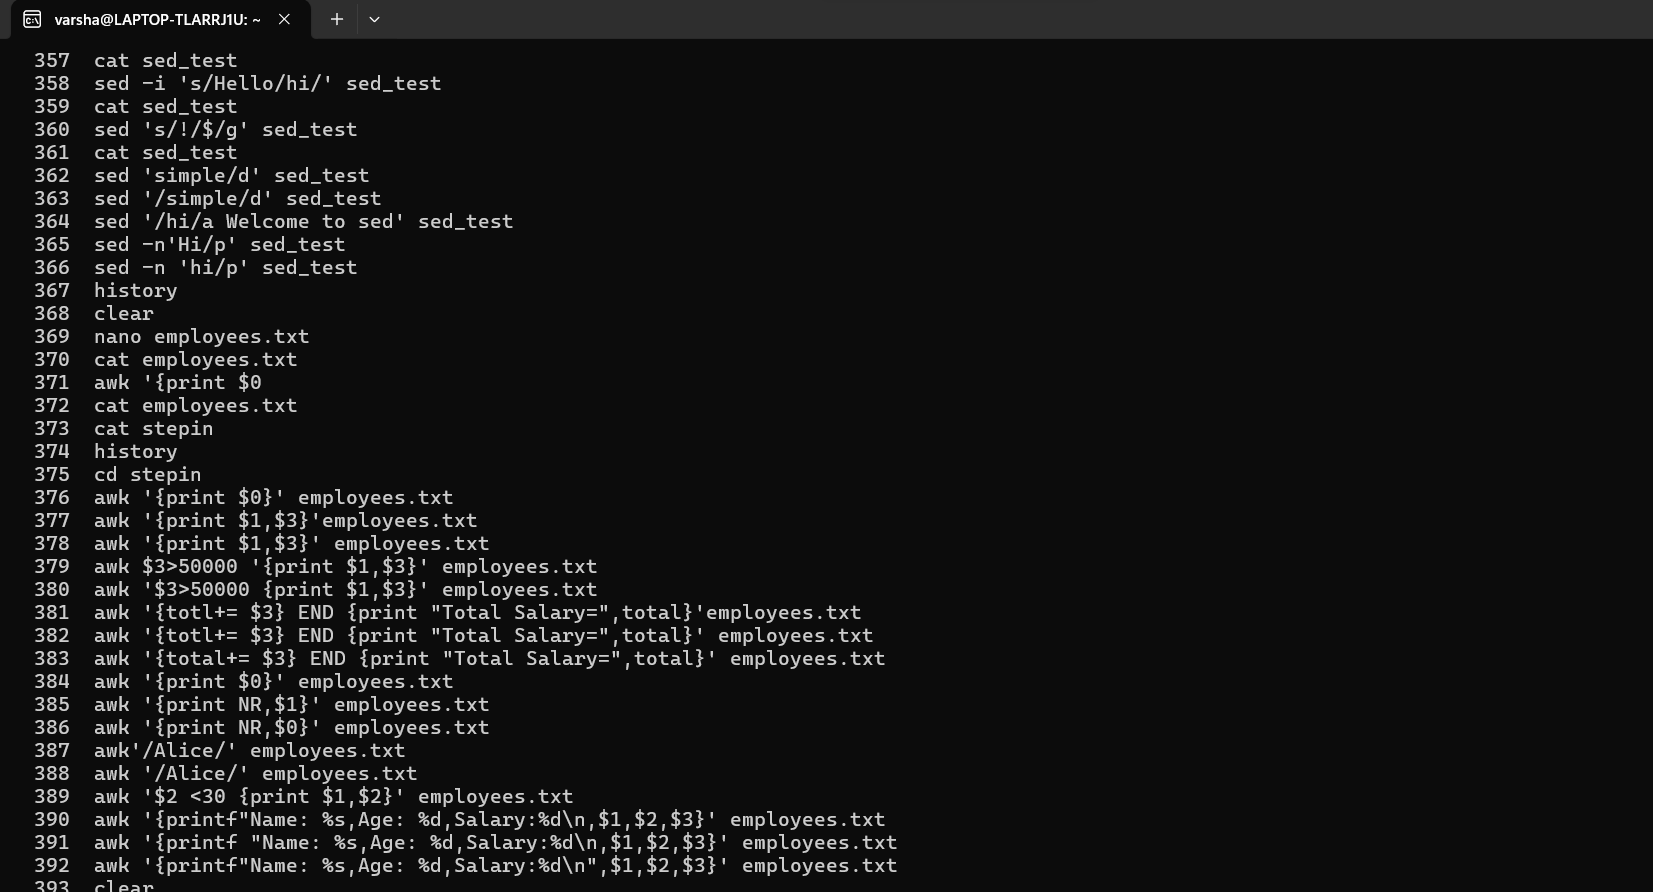 varsha@LAPTOP-TLARRJ1U: ~
357 cat sed_test
358 sed -i 's/Hello/hi/' sed_test
359 cat sed_test
360 sed 's/!/$/g' sed_test
361 cat sed_test
362 sed 'simple/d' sed_test
363 sed '/simple/d' sed_test
364 sed '/hi/a Welcome to sed' sed_test
365 sed -n'Hi/p' sed_test
366 sed -n 'hi/p' sed_test
367 history
368 clear
369 nano employees.txt
370 cat employees.txt
371 awk '{print $0
372 cat employees.txt
373 cat stepin
374 history
375 cd stepin
376 awk '{print $0}' employees.txt
377 awk '{print $1,$3}'employees.txt
378 awk '{print $1,$3}' employees.txt
379 awk $3>50000 '{print $1,$3}' employees.txt
380 awk '$3>50000 {print $1,$3}' employees.txt
381 awk '{totl+= $3} END {print "Total Salary=",total}'employees.txt
382 awk '{totl+= $3} END {print "Total Salary=",total}' employees.txt
383 awk '{total+= $3} END {print "Total Salary=",total}' employees.txt
384 awk '{print $0}' employees.txt
385 awk '{print NR,$1}' employees.txt
386 awk '{print NR,$0}' employees.txt
387 awk'/Alice/' employees.txt
388 awk '/Alice/' employees.txt
389 awk '$2 <30 {print $1,$2}' employees.txt
390 awk '{printf"Name: %s,Age: %d,Salary:%d\n,$1,$2,$3}' employees.txt
391 awk '{printf "Name: %s,Age: %d,Salary:%d\n,$1,$2,$3}' employees.txt
392 awk '{printf"Name: %s,Age: %d,Salary:%d\n",$1,$2,$3}' employees.txt
393 clear